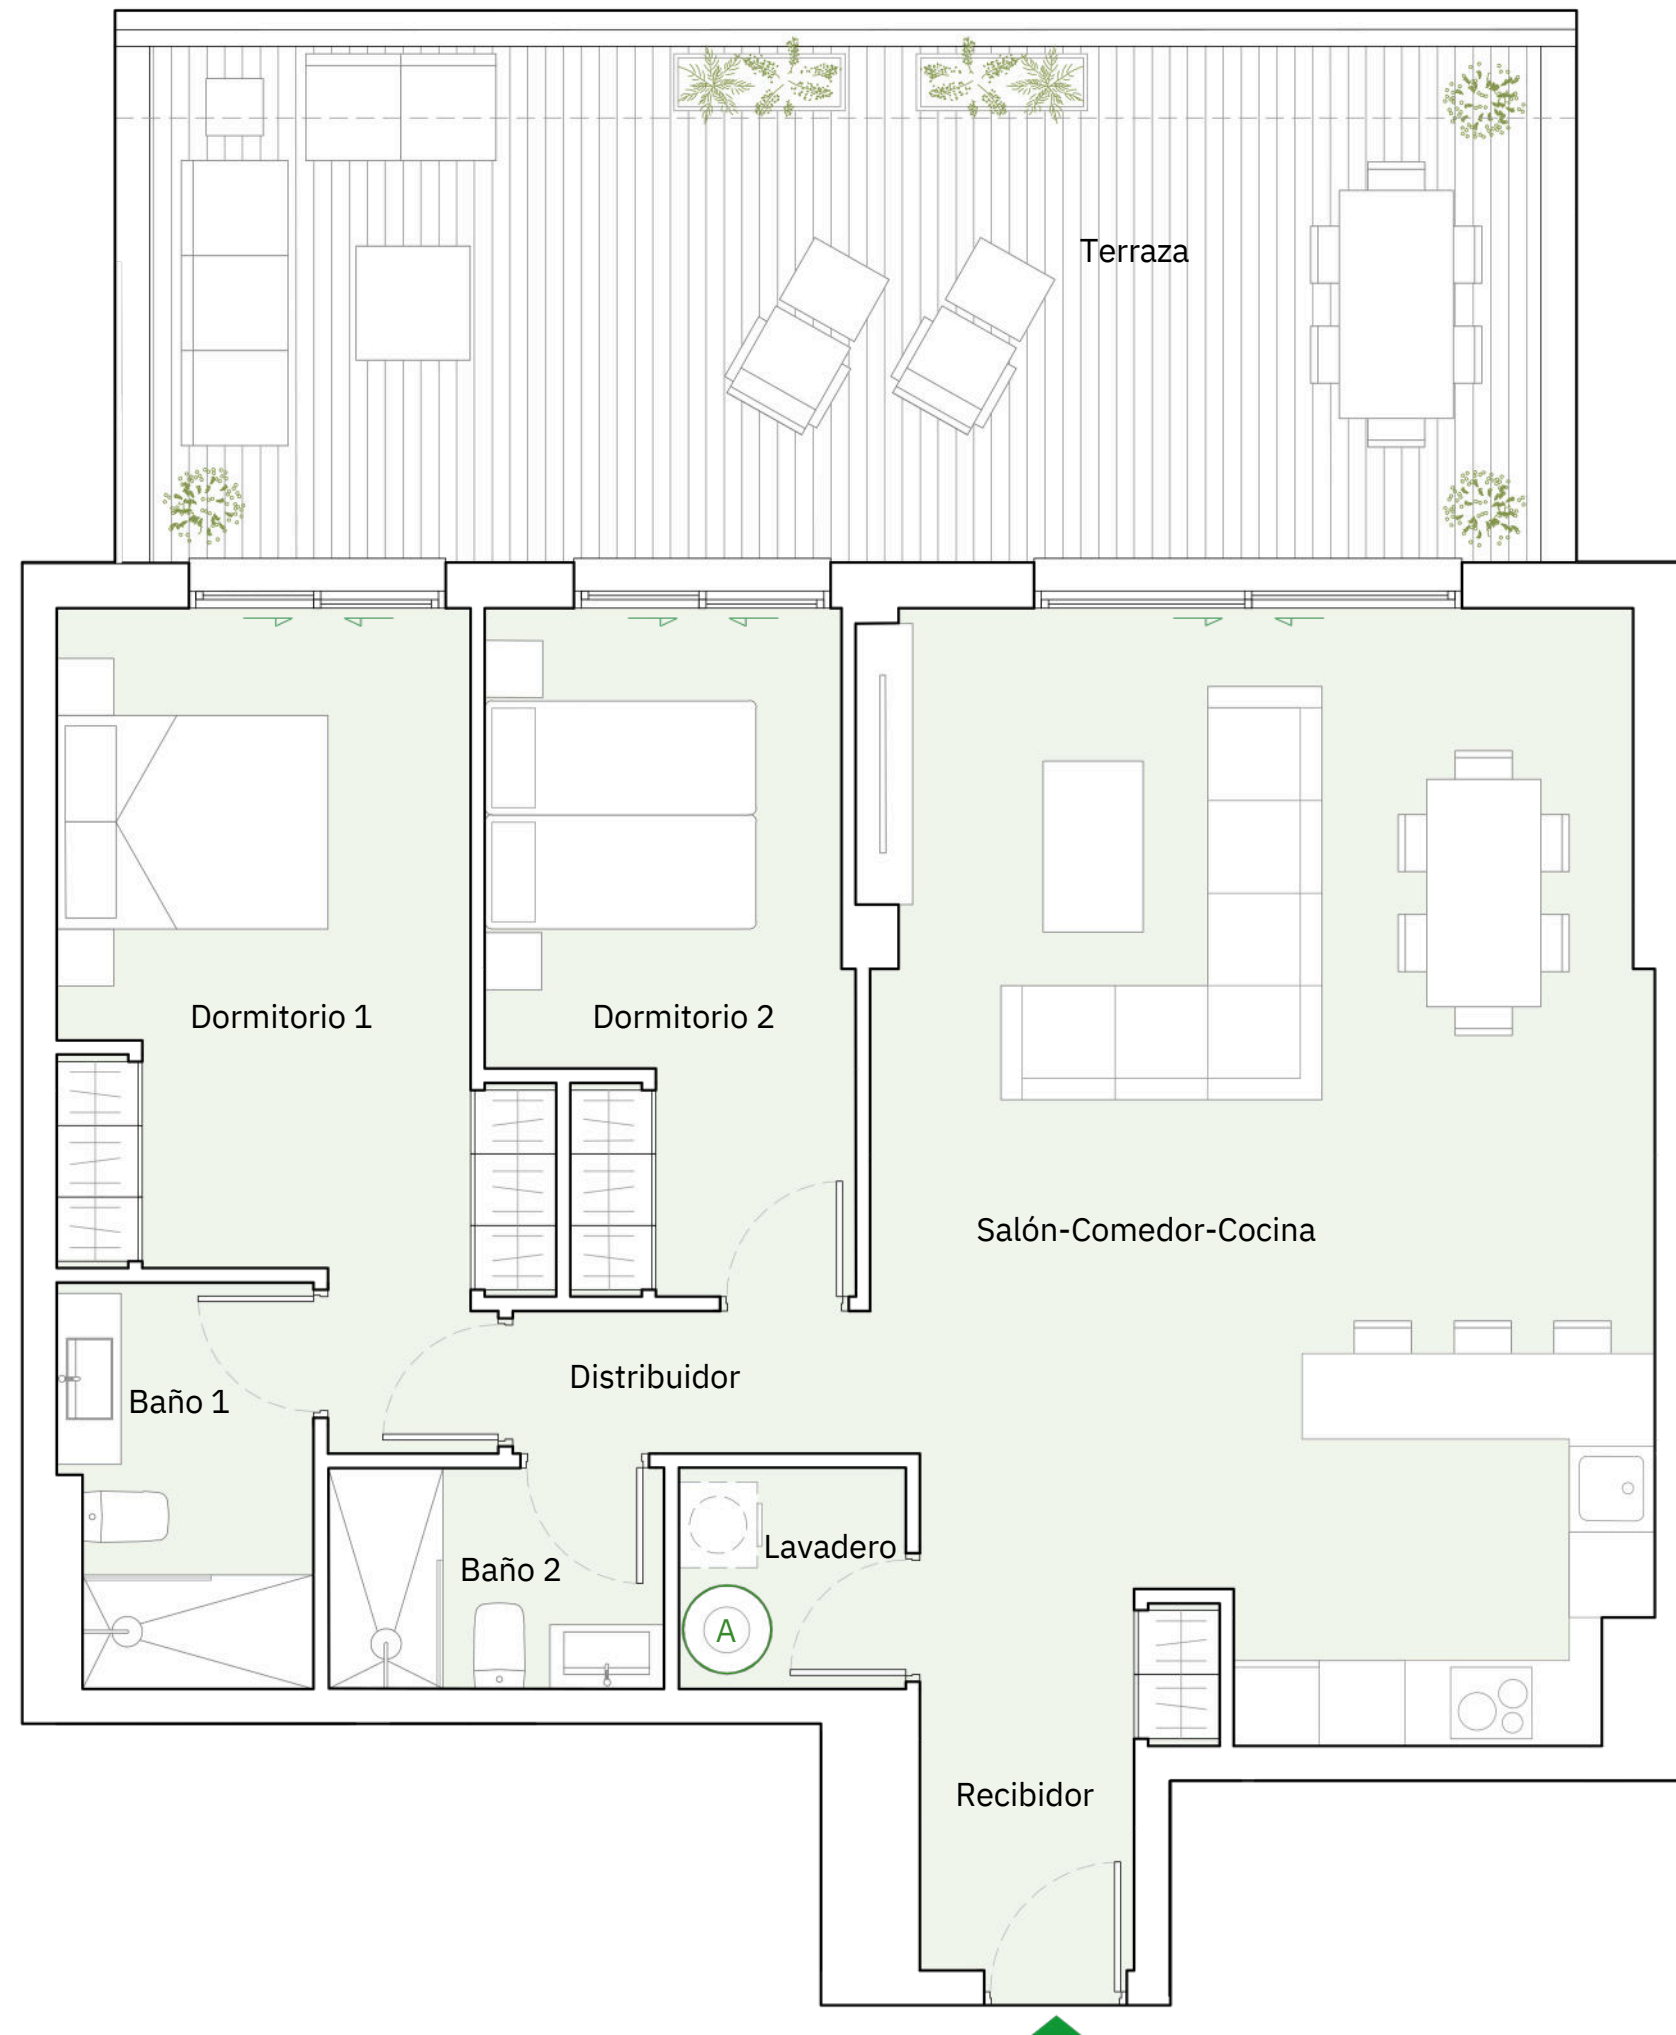 Terraza
Dormitorio 1
Dormitorio 2
Salón-Comedor-Cocina
Distribuidor
Baño 1
Baño 2
Lavadero
A
Recibidor